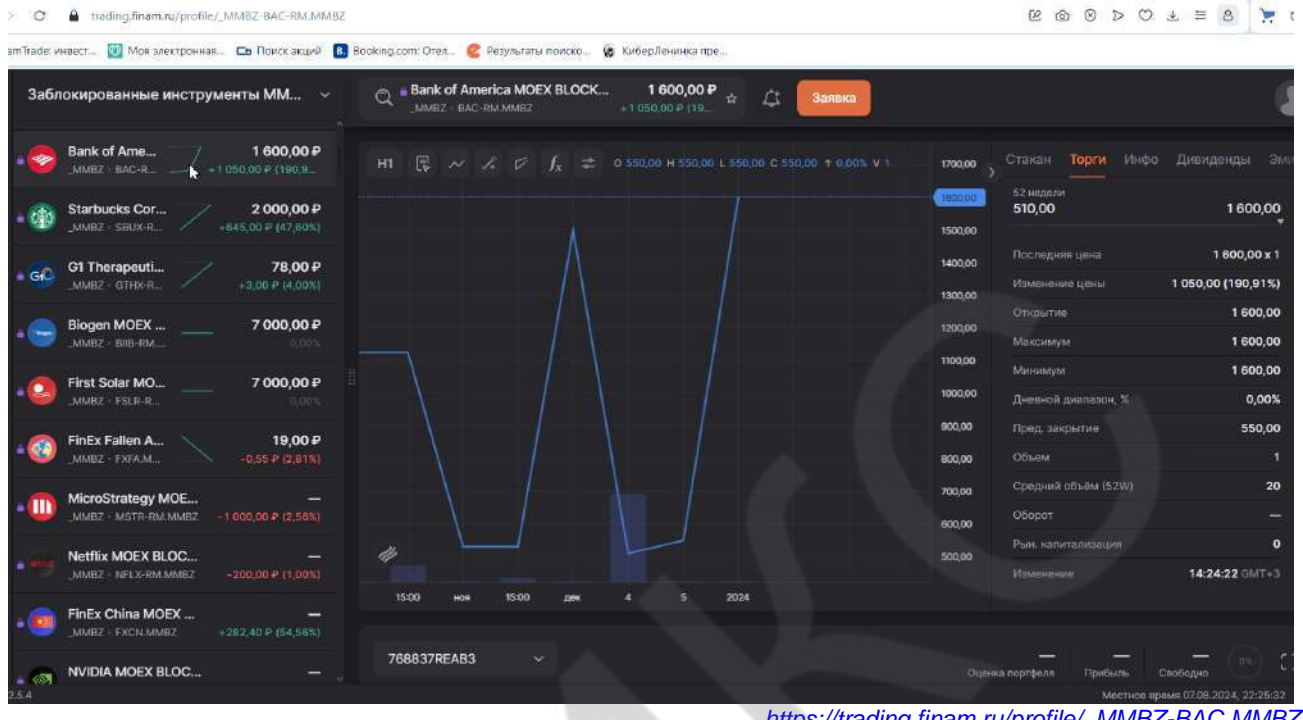 trading.finam.ru/profile/_MMBZ-BAC-RM.MMBZ
amTrade: инвест... Моя электронная... Поиск акций Booking.com: Отел... Результаты поиско... КиберЛенинка пре...
Заблокированные инструменты ММ...
Bank of America MOEX BLOCK... 1 600,00 ₽
_MMBZ · BAC-RM.MMBZ +1 050,00 ₽ (19...
Заявка
Bank of Ame... 1 600,00 ₽
_MMBZ · BAC-R... +1 050,00 ₽ (190,9...
Starbucks Cor... 2 000,00 ₽
_MMBZ · SBUX-R... +645,00 ₽ (47,60%)
G1 Therapeuti... 78,00 ₽
_MMBZ · GTHX-R... +3,00 ₽ (4,00%)
Biogen MOEX ... 7 000,00 ₽
_MMBZ · BIIB-RM.... 0,00%
First Solar MO... 7 000,00 ₽
_MMBZ · FSLR-R... 0,00%
FinEx Fallen A... 19,00 ₽
_MMBZ · FXFA.M... -0,55 ₽ (2,81%)
MicroStrategy MOE... —
_MMBZ · MSTR-RM.MMBZ -1 000,00 ₽ (2,56%)
Netflix MOEX BLOC... —
_MMBZ · NFLX-RM.MMBZ -200,00 ₽ (1,00%)
FinEx China MOEX ... —
_MMBZ · FXCN.MMBZ +282,40 ₽ (54,56%)
NVIDIA MOEX BLOC... —
2.5.4
H1 fx O 550,00 H 550,00 L 550,00 C 550,00 0,00% V 1
1700,00
1600,00
1500,00
1400,00
1300,00
1200,00
1100,00
1000,00
900,00
800,00
700,00
600,00
500,00
15:00 ноя 15:00 дек 4 5 2024
768837REAB3
Стакан Торги Инфо Дивиденды Эми
52 недели
510,00 1 600,00
Последняя цена 1 600,00 x 1
Изменение цены 1 050,00 (190,91%)
Открытие 1 600,00
Максимум 1 600,00
Минимум 1 600,00
Дневной диапазон, % 0,00%
Пред. закрытие 550,00
Объем 1
Средний объём (52W) 20
Оборот —
Рын. капитализация 0
Изменение 14:24:22 GMT+3
— — — 0%
Оценка портфеля Прибыль Свободно
Местное время 07.08.2024, 22:25:32
https://trading.finam.ru/profile/_MMBZ-BAC.MMBZ
МКС